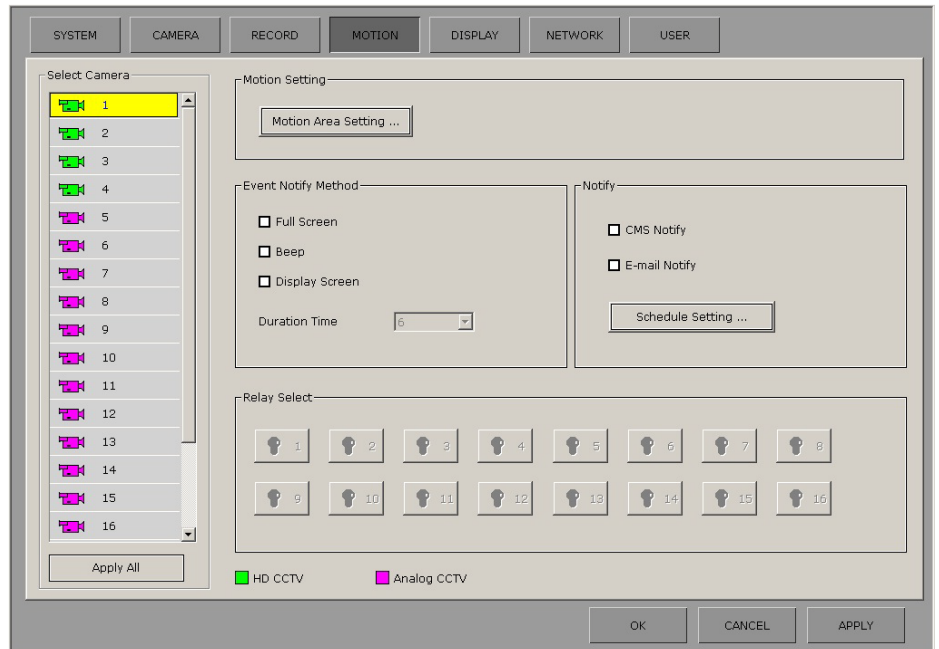 SYSTEM CAMERA RECORD MOTION DISPLAY NETWORK USER
Select Camera
1
2
3
4
5
6
7
8
9
10
11
12
13
14
15
16
Apply All
Motion Setting
Motion Area Setting ...
Event Notify Method
Full Screen
Beep
Display Screen
Duration Time 6
Notify
CMS Notify
E-mail Notify
Schedule Setting ...
Relay Select
1 2 3 4 5 6 7 8
9 10 11 12 13 14 15 16
HD CCTV Analog CCTV
OK CANCEL APPLY